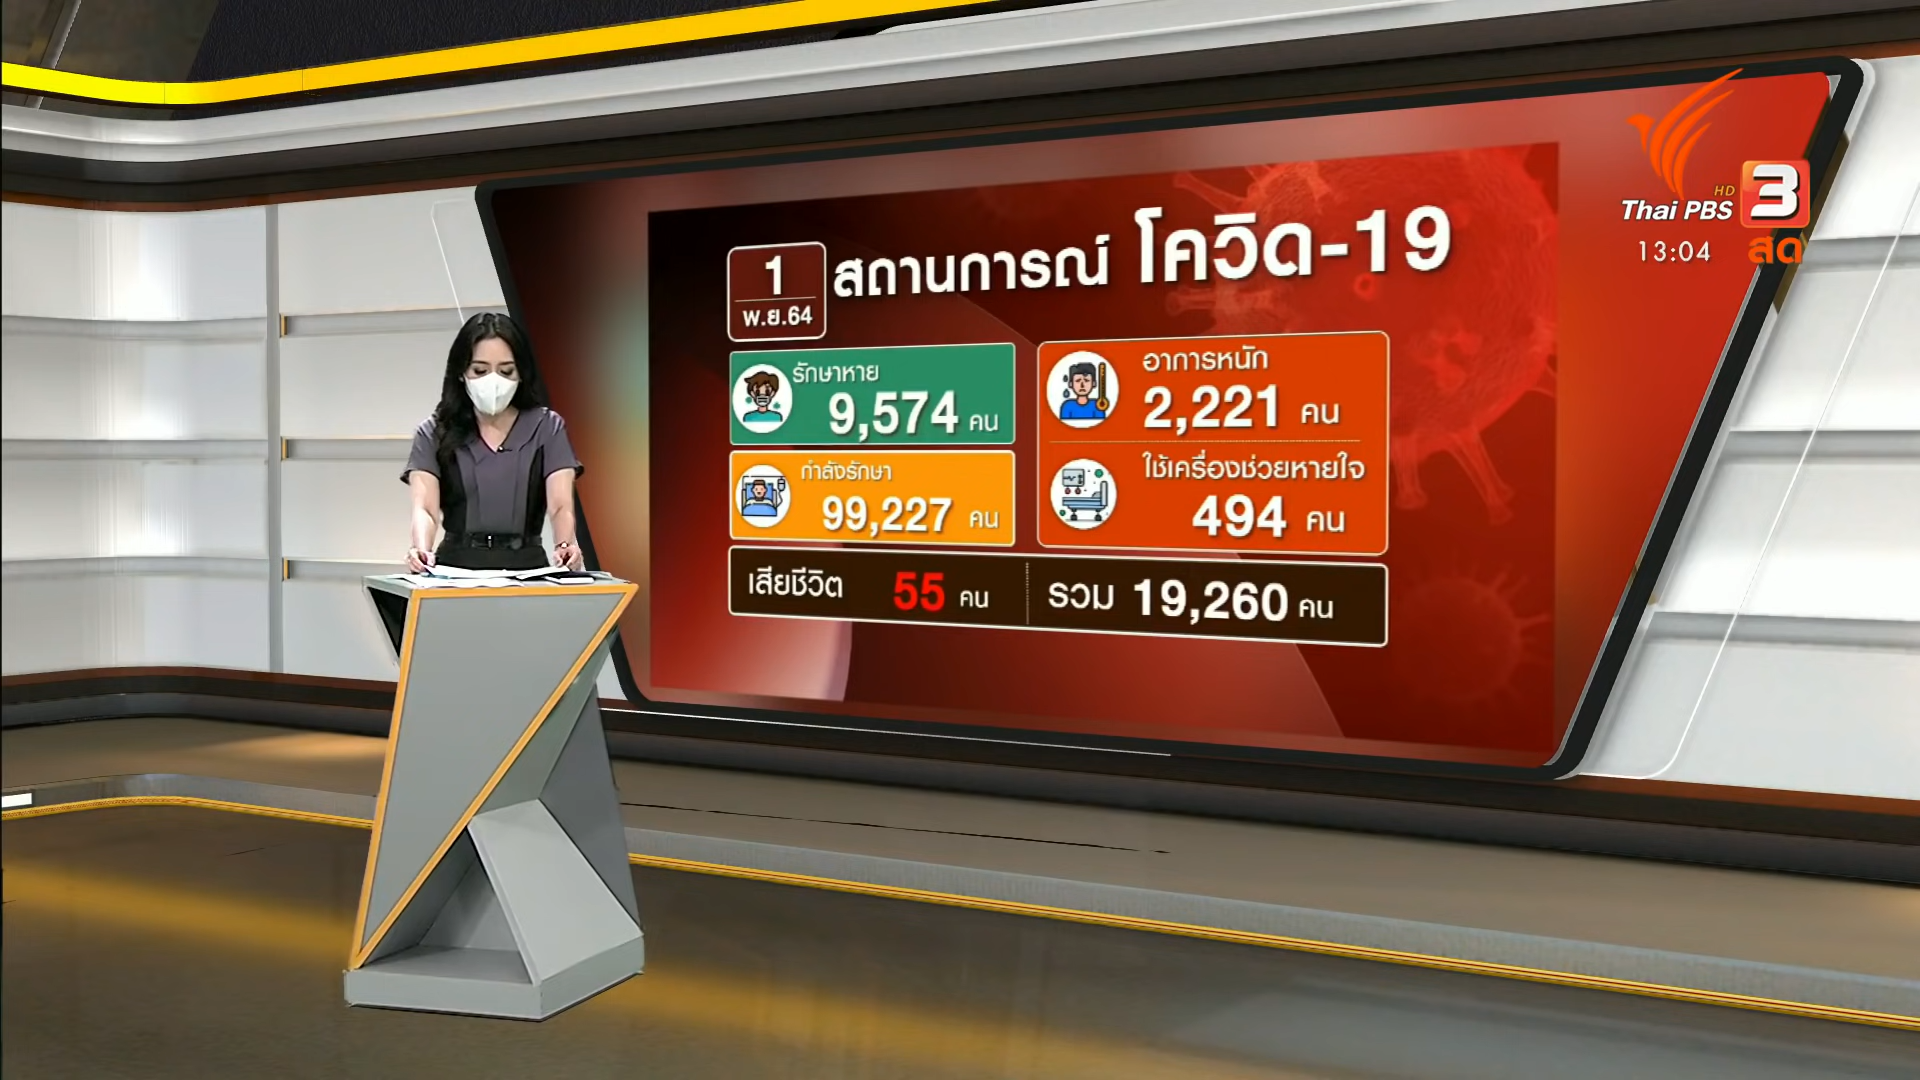 1
พ.ย.64
สถานการณ์ โควิด-19
รักษาหาย
9,574 คน
กำลังรักษา
99,227 คน
อาการหนัก
2,221 คน
ใช้เครื่องช่วยหายใจ
494 คน
เสียชีวิต 55 คน
รวม 19,260 คน
HD
Thai PBS 3
13:04 สด